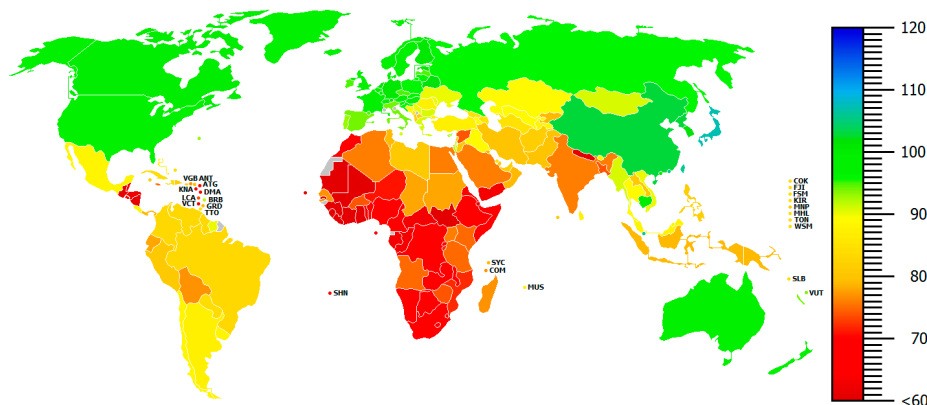 120
110
100
90
80
70
<60
VGB ANT
ATG
KNA
DMA
LCA
BRB
VCT
GRD
TTO
COK
FJI
FSM
KIR
MNP
MHL
TON
WSM
SYC
COM
SLB
SHN
MUS
VUT